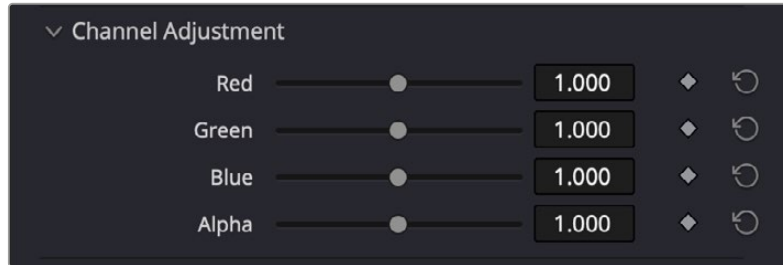 Channel Adjustment
Red 1.000
Green 1.000
Blue 1.000
Alpha 1.000